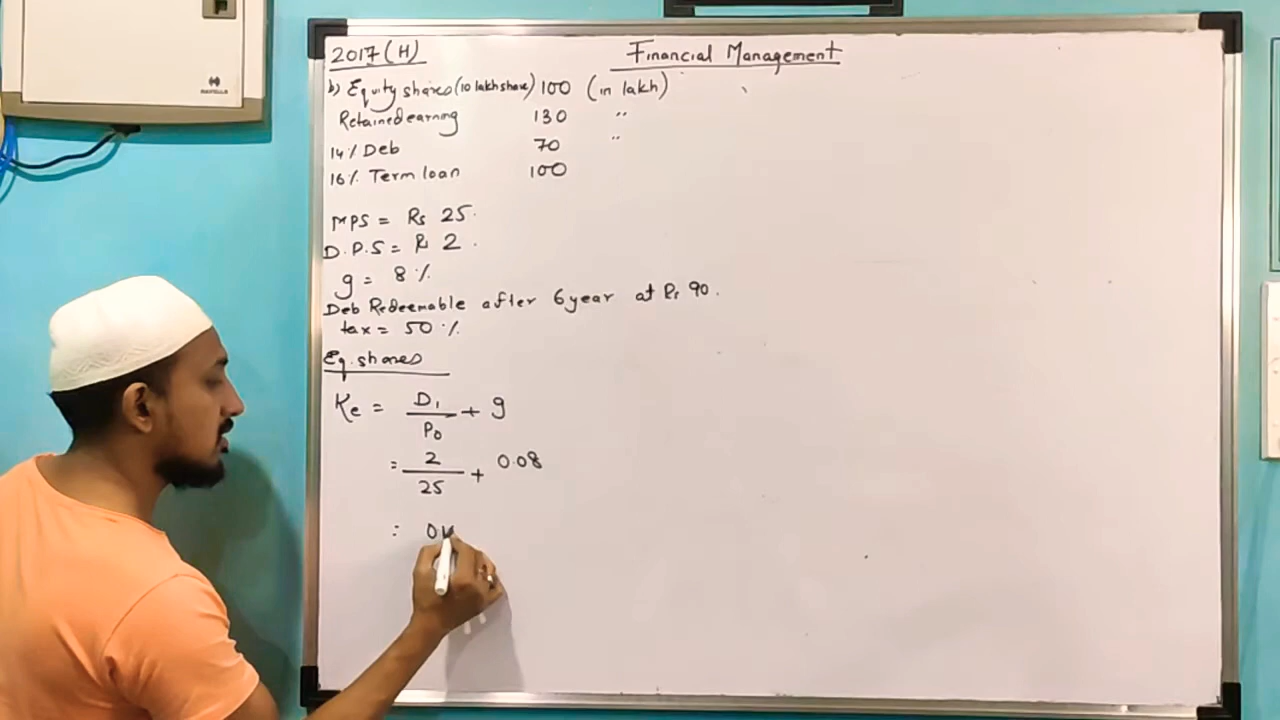 2017(H) Financial Management
b) Equity shares (10 lakh share) 100 (in lakh)
Retained earning 130 "
14% Deb 70 "
16% Term loan 100
MPS = Rs 25.
D.P.S = R 2.
g = 8%
Deb Redeemable after 6 year at Rs 90.
tax = 50%
Eq. shares
Ke = D1 / P0 + g
= 2 / 25 + 0.08
=
HAVELLS